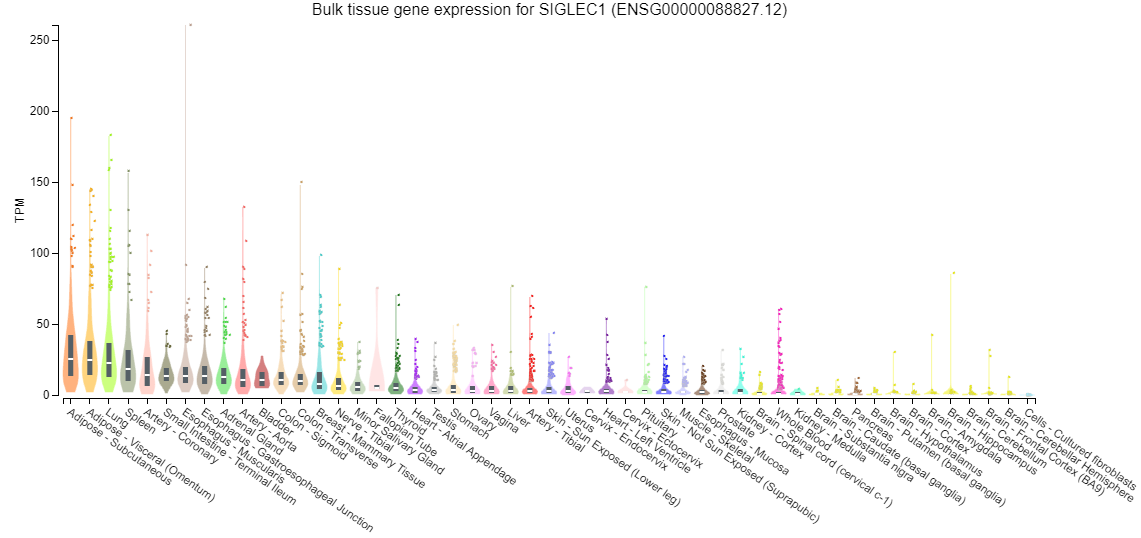 Bulk tissue gene expression for SIGLEC1 (ENSG00000088827.12)
TPM
250
200
150
100
50
0
Adipose - Subcutaneous
Adipose - Visceral (Omentum)
Lung
Spleen
Artery - Coronary
Small Intestine - Terminal Ileum
Esophagus - Muscularis
Esophagus - Gastroesophageal Junction
Adrenal Gland
Artery - Aorta
Bladder
Colon - Sigmoid
Colon - Transverse
Breast - Mammary Tissue
Nerve - Tibial
Minor Salivary Gland
Fallopian Tube
Thyroid
Heart - Atrial Appendage
Testis
Stomach
Ovary
Vagina
Liver
Artery - Tibial
Skin - Sun Exposed (Lower leg)
Uterus
Cervix - Endocervix
Heart - Left Ventricle
Cervix - Ectocervix
Pituitary
Skin - Not Sun Exposed (Suprapubic)
Muscle - Skeletal
Esophagus - Mucosa
Prostate
Kidney - Cortex
Brain - Spinal cord (cervical c-1)
Whole Blood
Kidney - Medulla
Brain - Substantia nigra
Brain - Caudate (basal ganglia)
Pancreas
Brain - Putamen (basal ganglia)
Brain - Hypothalamus
Brain - Cortex
Brain - Amygdala
Brain - Hippocampus
Brain - Cerebellum
Brain - Frontal Cortex (BA9)
Brain - Cerebellar Hemisphere
Cells - Cultured fibroblasts